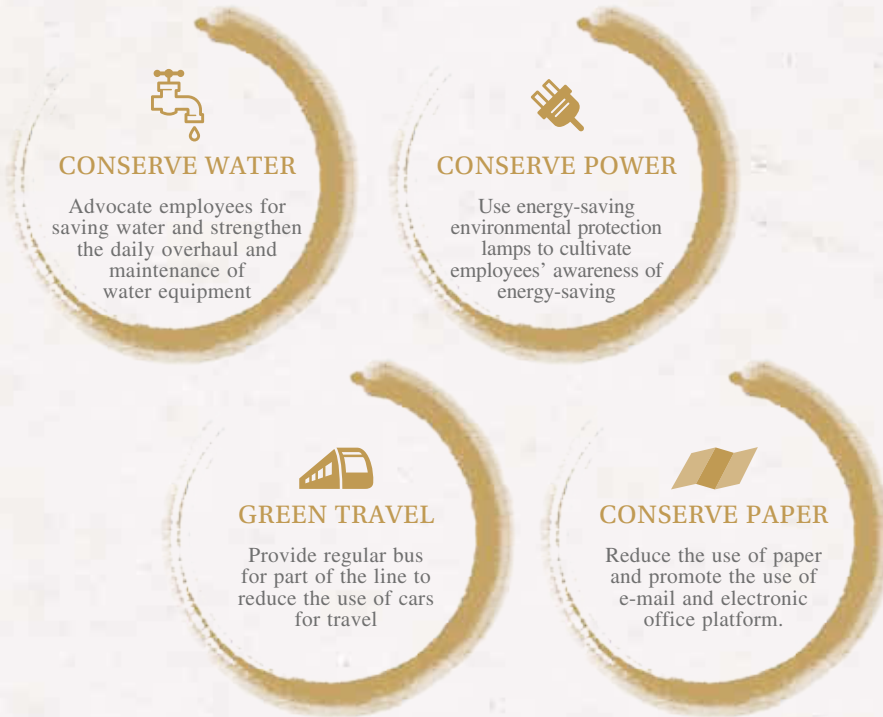 CONSERVE WATER
Advocate employees for
saving water and strengthen
the daily overhaul and
maintenance of
water equipment
CONSERVE POWER
Use energy-saving
environmental protection
lamps to cultivate
employees’ awareness of
energy-saving
GREEN TRAVEL
Provide regular bus
for part of the line to
reduce the use of cars
for travel
CONSERVE PAPER
Reduce the use of paper
and promote the use of
e-mail and electronic
office platform.